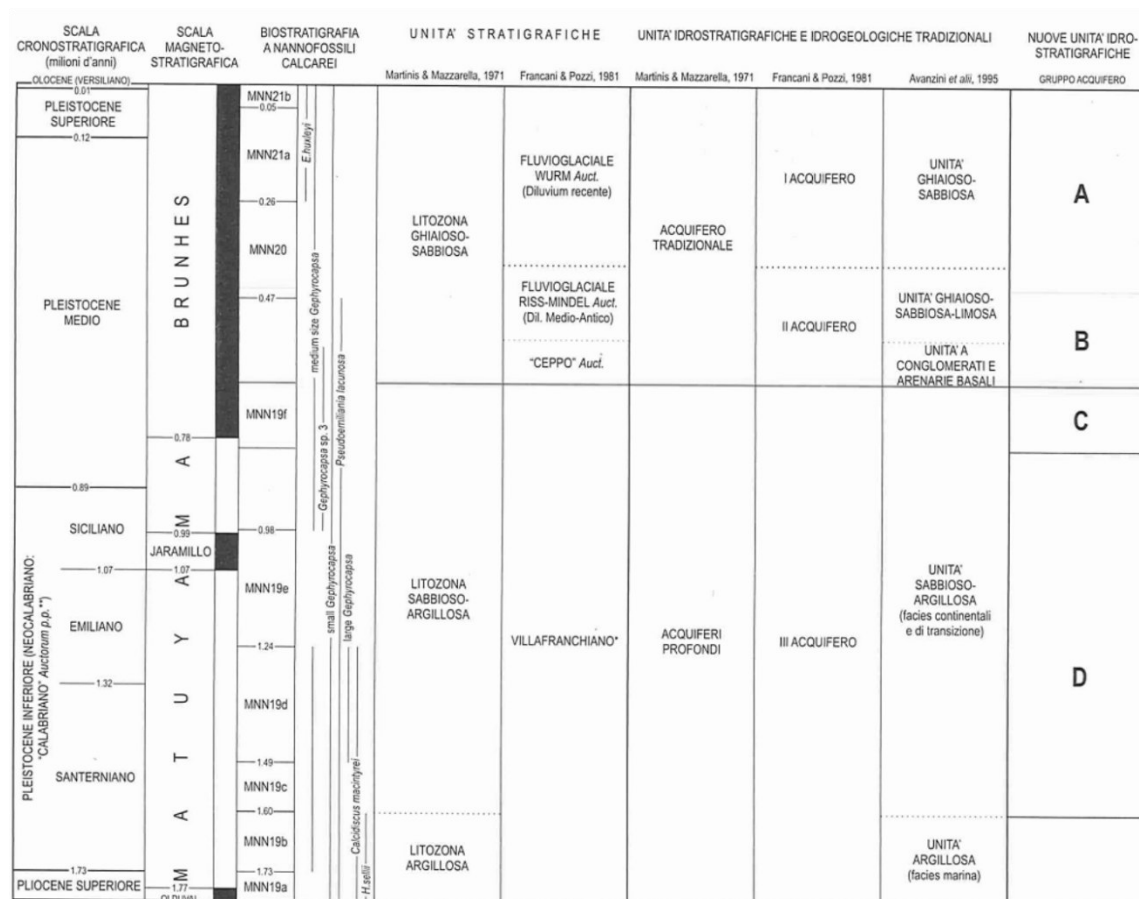 SCALA
CRONOSTRATIGRAFICA
(milioni d'anni)
OLOCENE (VERSILIANO)
0.01
PLEISTOCENE
SUPERIORE
0.12
PLEISTOCENE
MEDIO
0.89
PLEISTOCENE INFERIORE (NEOCALABRIANO:
"CALABRIANO" Auctorum p.p.**)
SICILIANO
1.07
EMILIANO
1.32
SANTERNIANO
1.73
PLIOCENE SUPERIORE
SCALA
MAGNETO-
STRATIGRAFICA
BRUNHES
0.78
MATUYAMA
0.99
JARAMILLO
1.07
1.77
OLDUVAI
BIOSTRATIGRAFIA
A NANNOFOSSILI
CALCAREI
MNN21b
0.05
MNN21a
0.26
MNN20
0.47
MNN19f
0.98
MNN19e
1.24
MNN19d
1.49
MNN19c
1.60
MNN19b
1.73
MNN19a
E.huxleyi
medium size Gephyrocapsa
Gephyrocapsa sp. 3
small Gephyrocapsa
Pseudoemiliania lacunosa
large Gephyrocapsa
Calcidiscus macintyrei
H.sellii
UNITA' STRATIGRAFICHE
Martinis & Mazzarella, 1971
LITOZONA
GHIAIOSO-
SABBIOSA
LITOZONA
SABBIOSO-
ARGILLOSA
LITOZONA
ARGILLOSA
Francani & Pozzi, 1981
FLUVIOGLACIALE
WURM Auct.
(Diluvium recente)
FLUVIOGLACIALE
RISS-MINDEL Auct.
(Dil. Medio-Antico)
"CEPPO" Auct.
VILLAFRANCHIANO*
UNITA' IDROSTRATIGRAFICHE E IDROGEOLOGICHE TRADIZIONALI
Martinis & Mazzarella, 1971
ACQUIFERO
TRADIZIONALE
ACQUIFERI
PROFONDI
Francani & Pozzi, 1981
I ACQUIFERO
II ACQUIFERO
III ACQUIFERO
Avanzini et alii, 1995
UNITA'
GHIAIOSO-
SABBIOSA
UNITA' GHIAIOSO-
SABBIOSA-LIMOSA
UNITA' A
CONGLOMERATI E
ARENARIE BASALI
UNITA'
SABBIOSO-
ARGILLOSA
(facies continentali
e di transizione)
UNITA'
ARGILLOSA
(facies marina)
NUOVE UNITA' IDRO-
STRATIGRAFICHE
GRUPPO ACQUIFERO
A
B
C
D